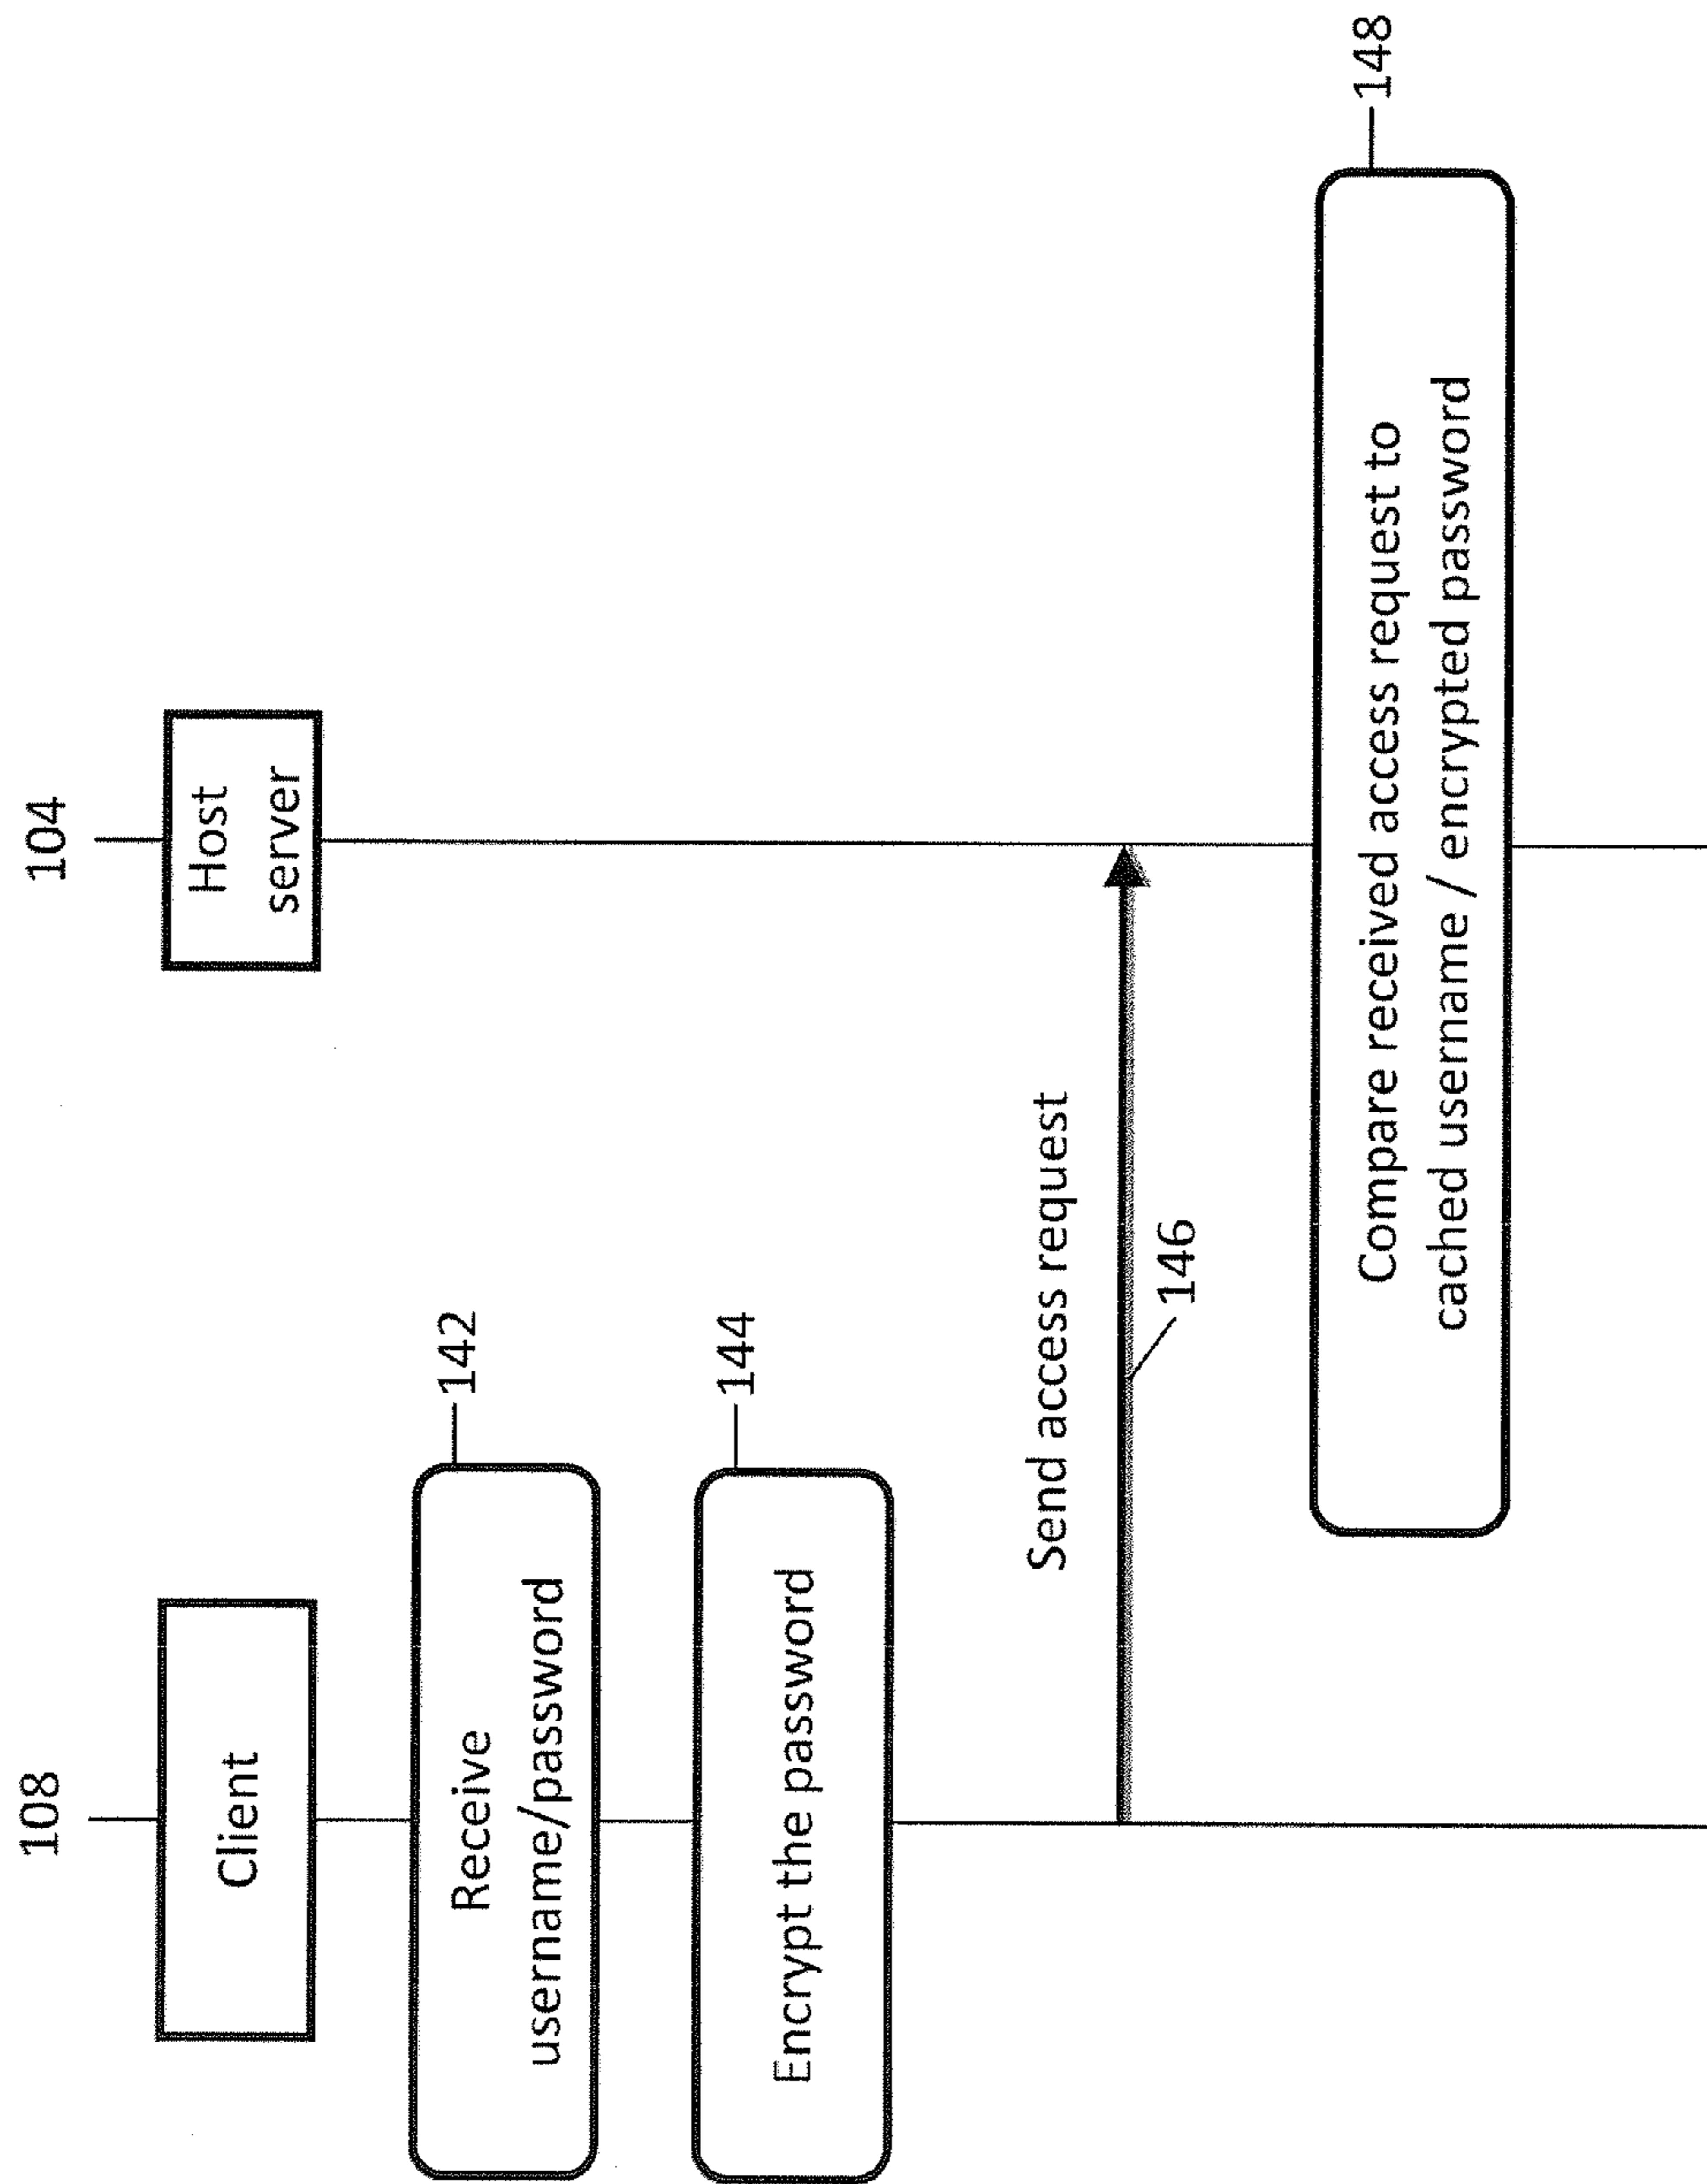 108
104
Client
Host
server
Receive
username/password
142
Encrypt the password
144
Send access request
146
Compare received access request to
cached username / encrypted password
148